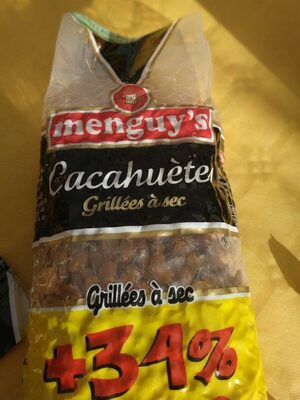 menguy's
Cacahuètes
Grillées à sec
Grillées à sec
+34%